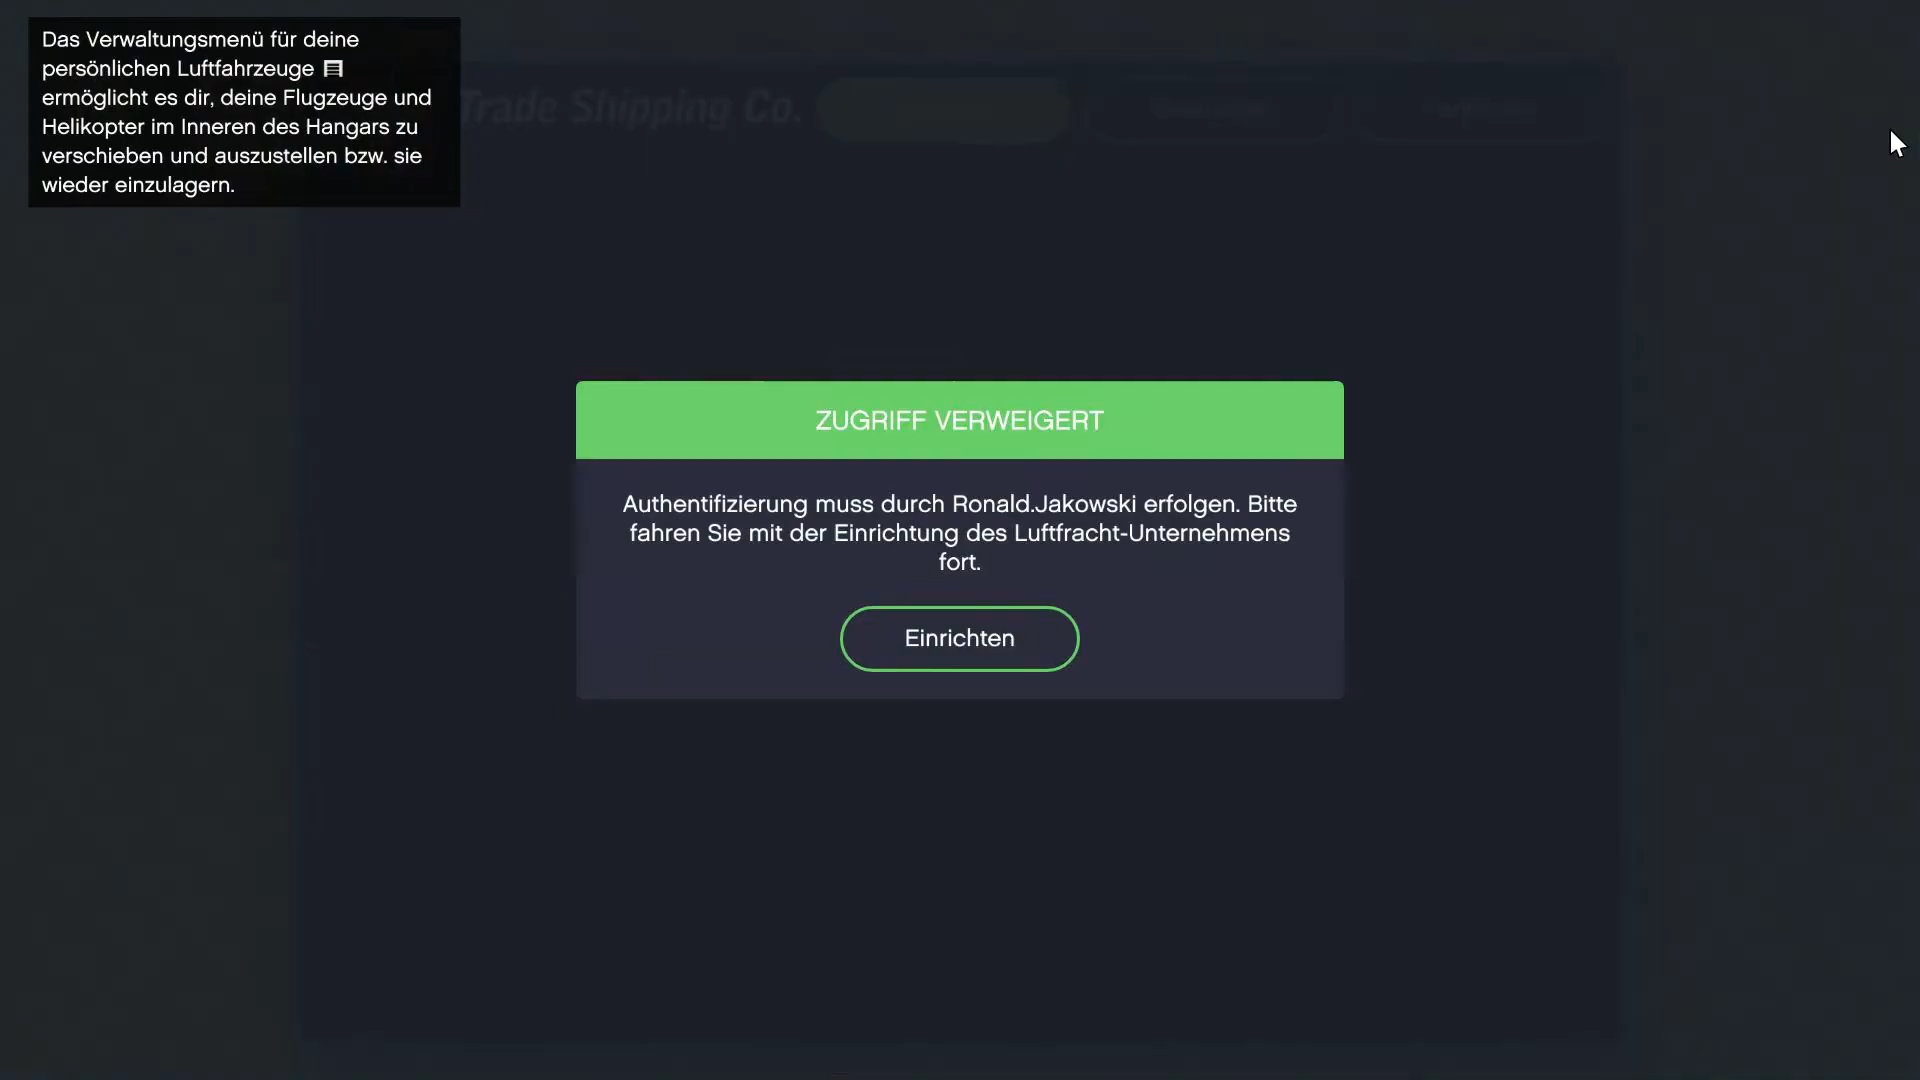 Das Verwaltungsmenü für deine
persönlichen Luftfahrzeuge
ermöglicht es dir, deine Flugzeuge und
Helikopter im Inneren des Hangars zu
verschieben und auszustellen bzw. sie
wieder einzulagern.
Trade Shipping Co.
ZUGRIFF VERWEIGERT
Authentifizierung muss durch Ronald.Jakowski erfolgen. Bitte
fahren Sie mit der Einrichtung des Luftfracht-Unternehmens
fort.
Einrichten